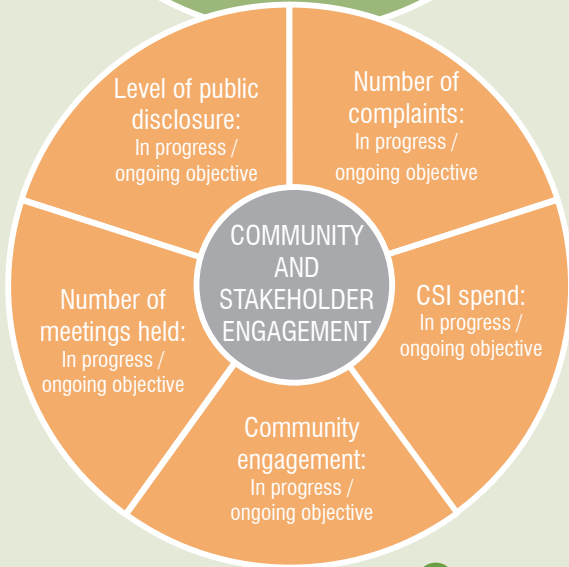 Level of public
disclosure:
In progress /
ongoing objective
Number of
complaints:
In progress /
ongoing objective
COMMUNITY
AND
STAKEHOLDER
ENGAGEMENT
Number of
meetings held:
In progress /
ongoing objective
CSI spend:
In progress /
ongoing objective
Community
engagement:
In progress /
ongoing objective